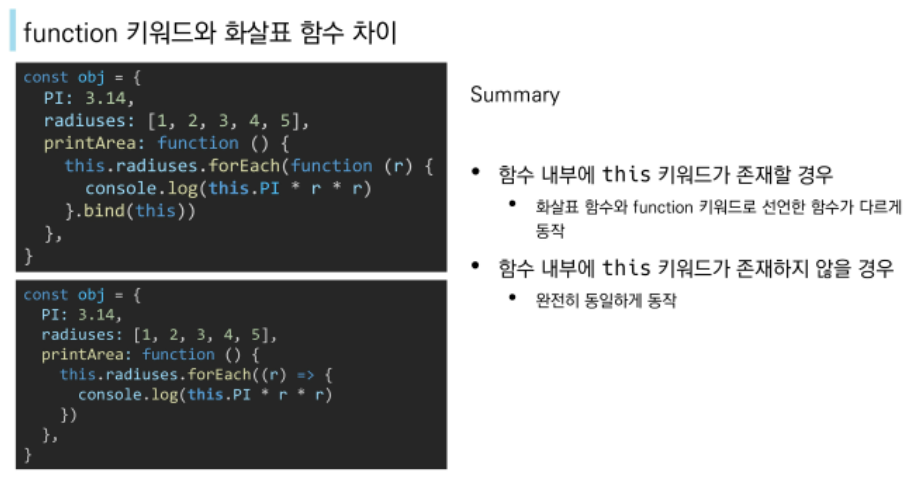 function 키워드와 화살표 함수 차이
const obj = {
  PI: 3.14,
  radiuses: [1, 2, 3, 4, 5],
  printArea: function () {
    this.radiuses.forEach(function (r) {
      console.log(this.PI * r * r)
    }.bind(this))
  },
}
const obj = {
  PI: 3.14,
  radiuses: [1, 2, 3, 4, 5],
  printArea: function () {
    this.radiuses.forEach((r) => {
      console.log(this.PI * r * r)
    })
  },
}
Summary
• 함수 내부에 this 키워드가 존재할 경우
• 화살표 함수와 function 키워드로 선언한 함수가 다르게
동작
• 함수 내부에 this 키워드가 존재하지 않을 경우
• 완전히 동일하게 동작